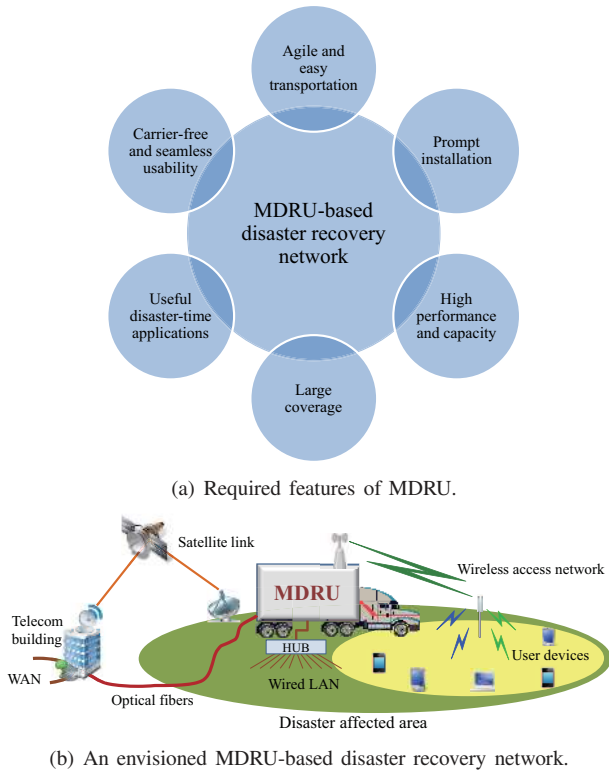 Agile and
easy
transportation
Carrier-free
and seamless
usability
Prompt
installation
MDRU-based
disaster recovery
network
Useful
disaster-time
applications
High
performance
and capacity
Large
coverage
(a) Required features of MDRU.
Satellite link
Wireless access network
MDRU
Telecom
building
HUB
User devices
WAN
Wired LAN
Optical fibers
Disaster affected area
(b) An envisioned MDRU-based disaster recovery network.